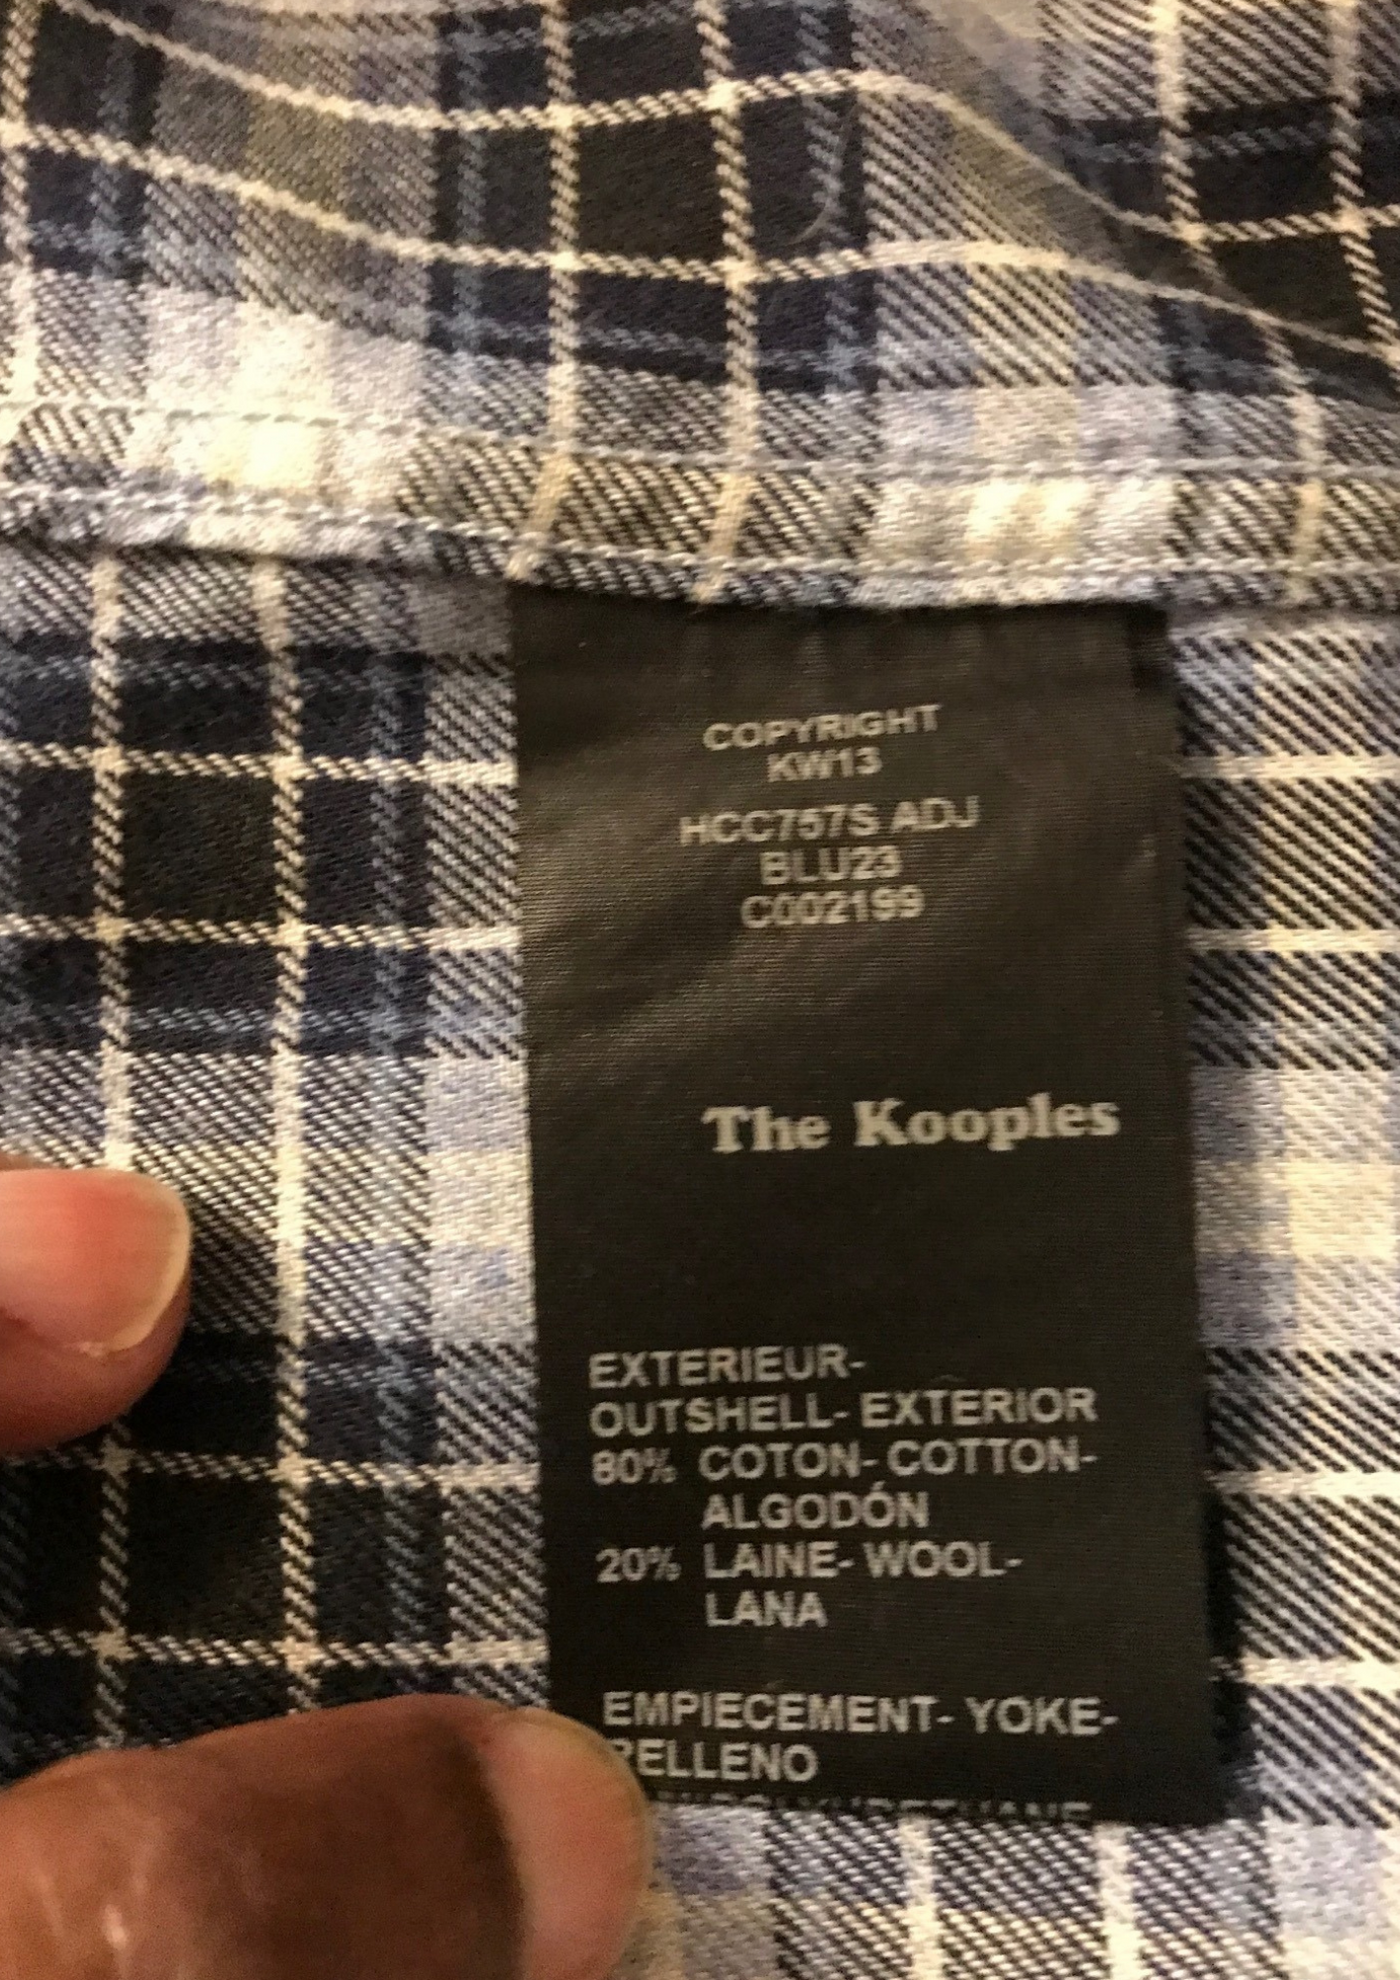 COPYRIGHT
KW13
HCC757S ADJ
BLU23
C002199
The Kooples
EXTERIEUR-
OUTSHELL- EXTERIOR
80% COTON- COTTON-
ALGODÓN
20% LAINE- WOOL-
LANA
EMPIECEMENT- YOKE-
RELLENO